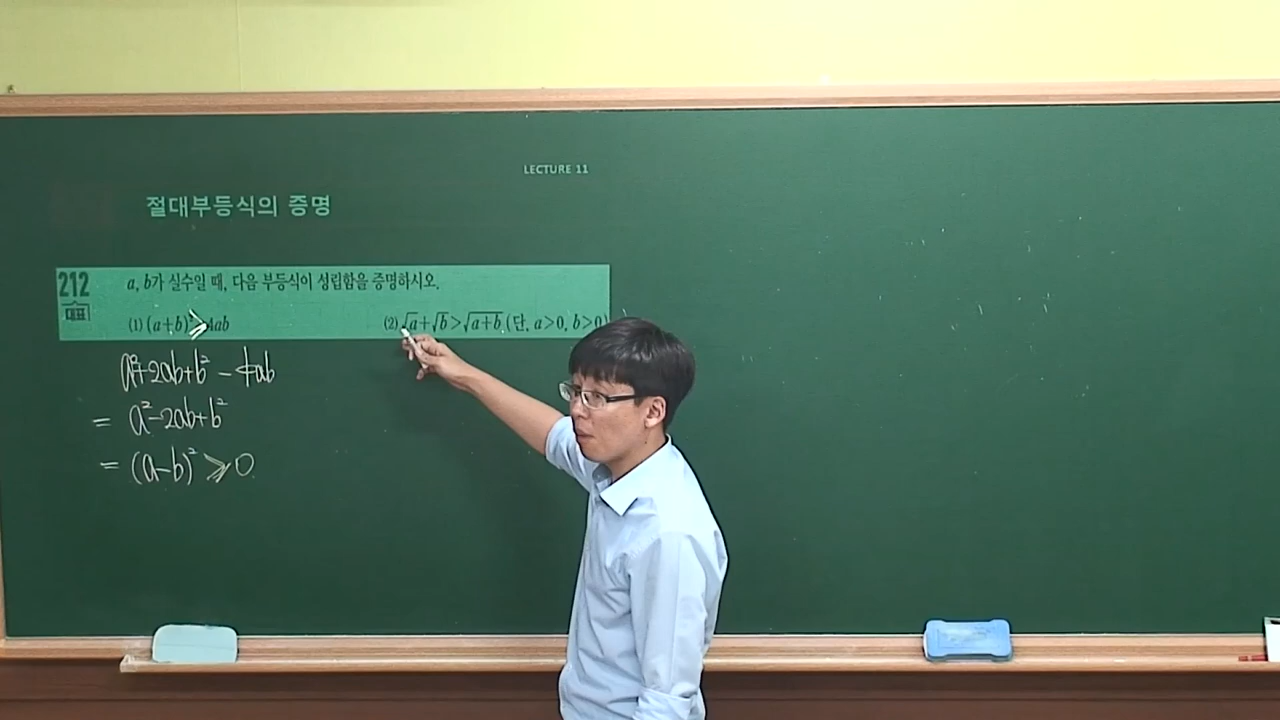 LECTURE 11
절대부등식의 증명
212 a, b가 실수일 때, 다음 부등식이 성립함을 증명하시오.
대표
(1) (a+b)² ≥ 4ab (2) √a+√b>√(a+b) (단, a>0, b>0)
a²+2ab+b² - 4ab
= a²-2ab+b²
= (a-b)² ≥ 0